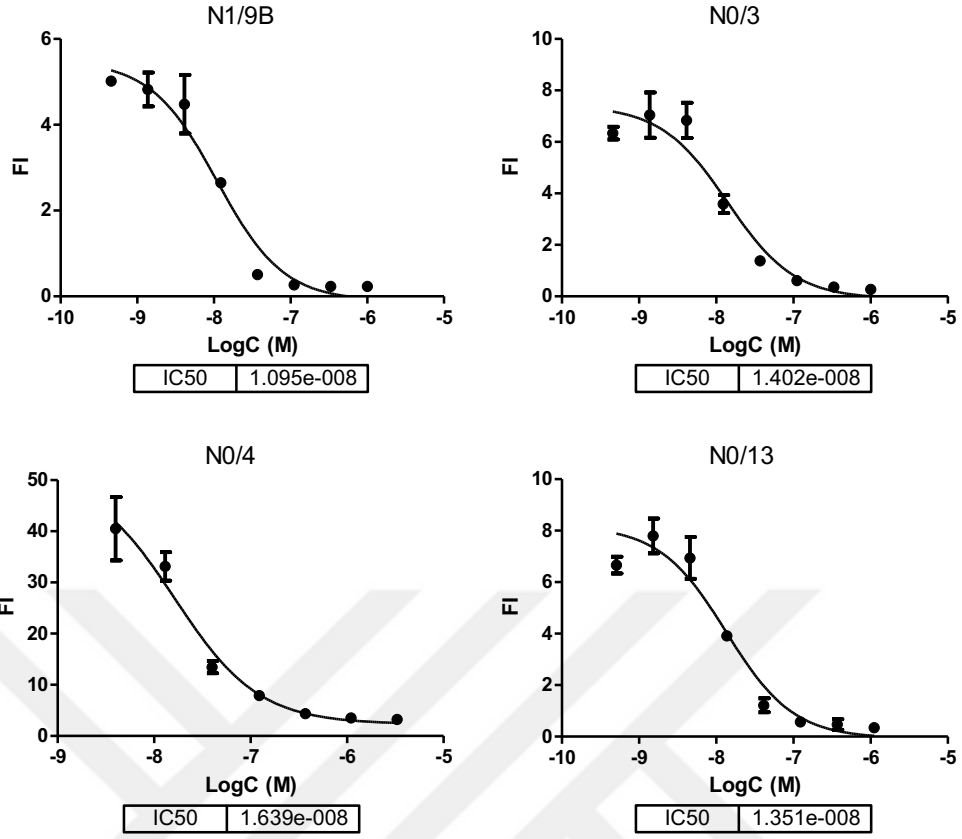 N1/9B
6
4
2
0
FI
-10 -9 -8 -7 -6 -5
LogC (M)
IC50 1.095e-008
N0/3
10
8
6
4
2
0
FI
-10 -9 -8 -7 -6 -5
LogC (M)
IC50 1.402e-008
N0/4
50
40
30
20
10
0
FI
-9 -8 -7 -6 -5
LogC (M)
IC50 1.639e-008
N0/13
10
8
6
4
2
0
FI
-10 -9 -8 -7 -6 -5
LogC (M)
IC50 1.351e-008